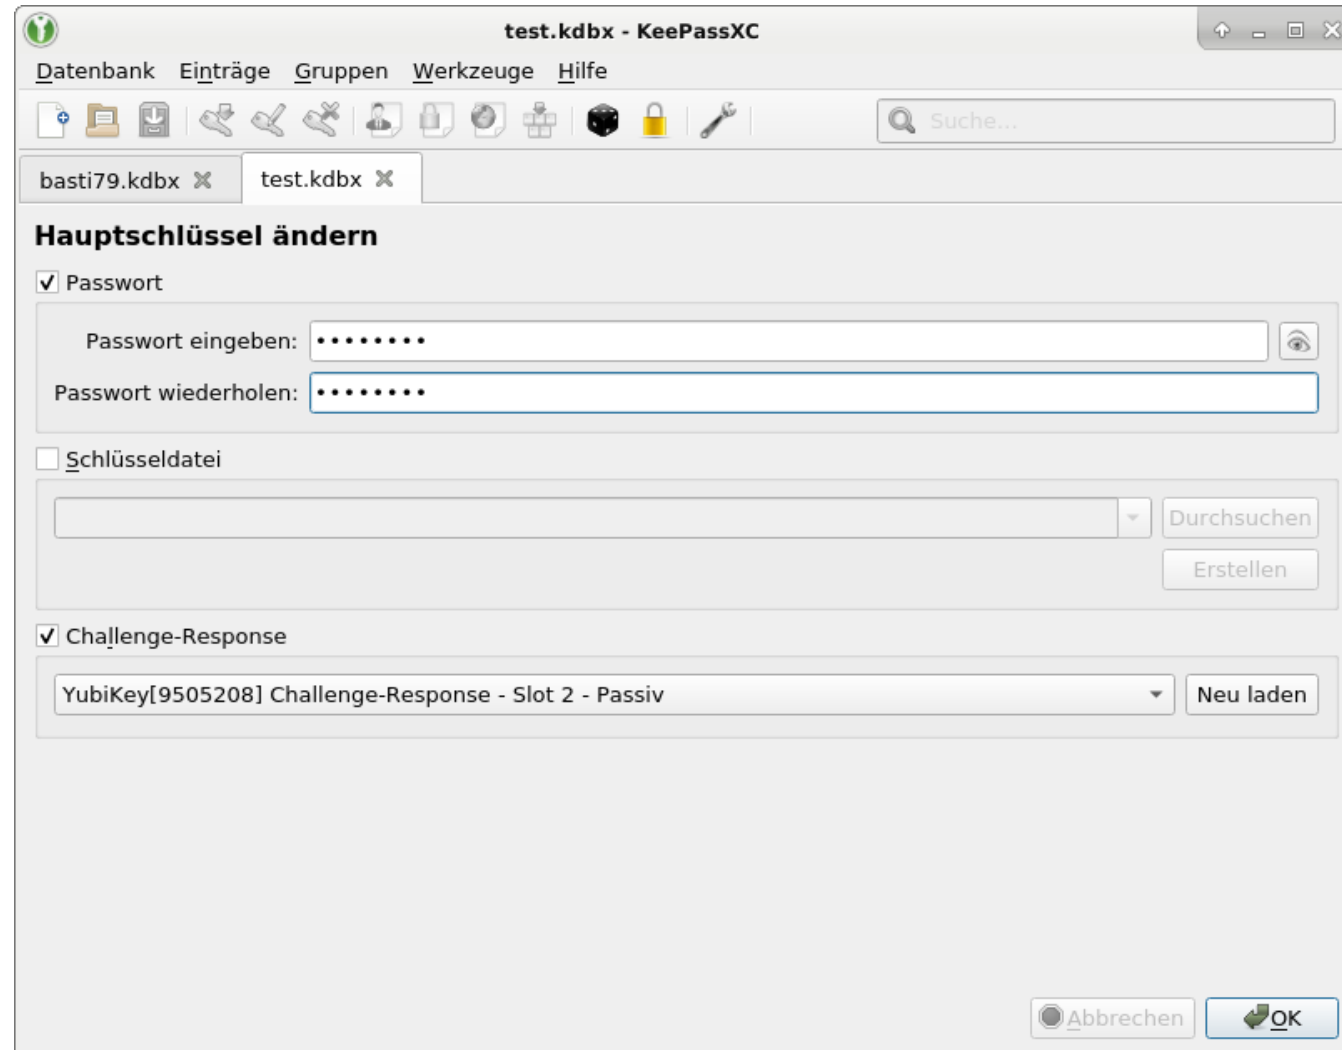 test.kdbx - KeePassXC
Datenbank Einträge Gruppen Werkzeuge Hilfe
Suche...
basti79.kdbx test.kdbx
Hauptschlüssel ändern
Passwort
Passwort eingeben: ••••••••
Passwort wiederholen: ••••••••
Schlüsseldatei
Durchsuchen
Erstellen
Challenge-Response
YubiKey[9505208] Challenge-Response - Slot 2 - Passiv Neu laden
Abbrechen OK